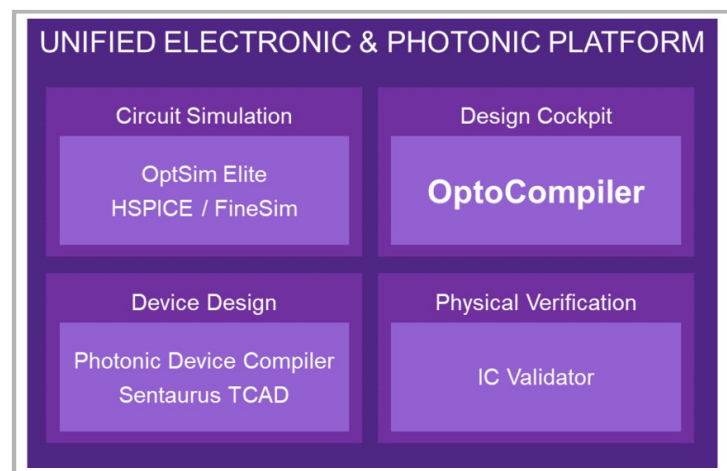 UNIFIED ELECTRONIC & PHOTONIC PLATFORM
Circuit Simulation
OptSim Elite
HSPICE / FineSim
Design Cockpit
OptoCompiler
Device Design
Photonic Device Compiler
Sentaurus TCAD
Physical Verification
IC Validator